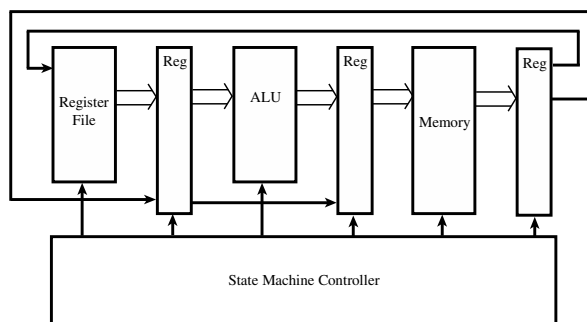 Reg
Reg
Reg
Register
File
ALU
Memory
State Machine Controller